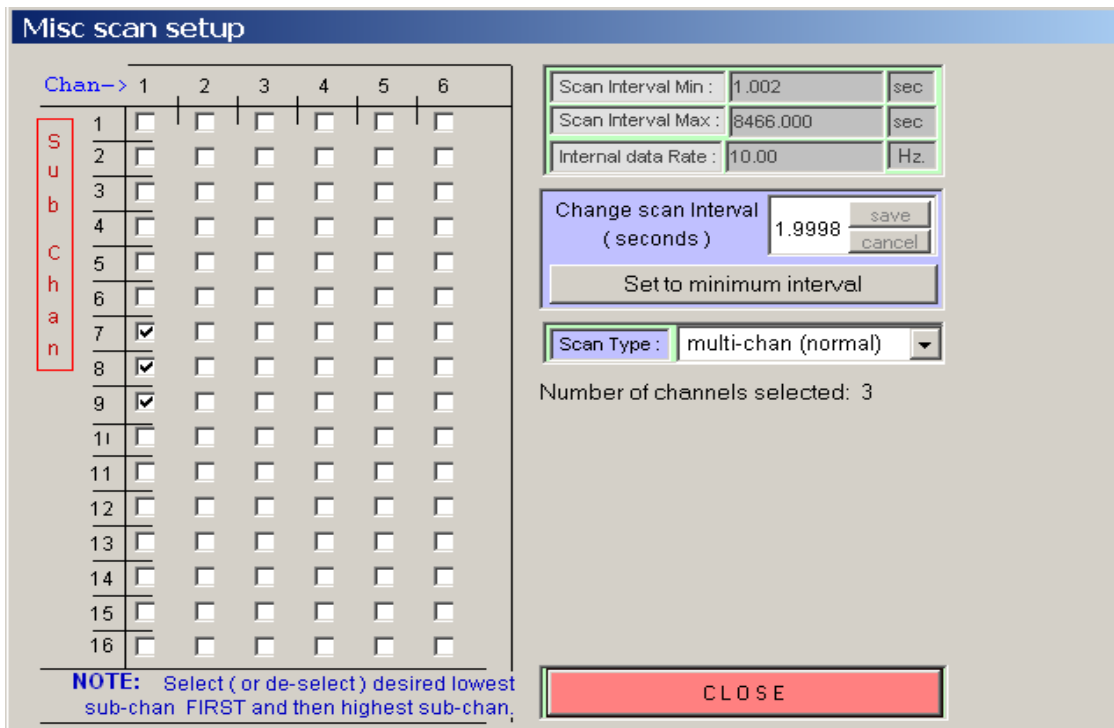 Misc scan setup
Chan-> 1 2 3 4 5 6
Sub Chan
1
2
3
4
5
6
7
8
9
11
12
13
14
15
16
NOTE: Select ( or de-select ) desired lowest
sub-chan FIRST and then highest sub-chan.
Scan Interval Min : 1.002 sec
Scan Interval Max : 8466.000 sec
Internal data Rate : 10.00 Hz.
Change scan Interval
( seconds )
1.9998
save
cancel
Set to minimum interval
Scan Type : multi-chan (normal)
Number of channels selected: 3
CLOSE